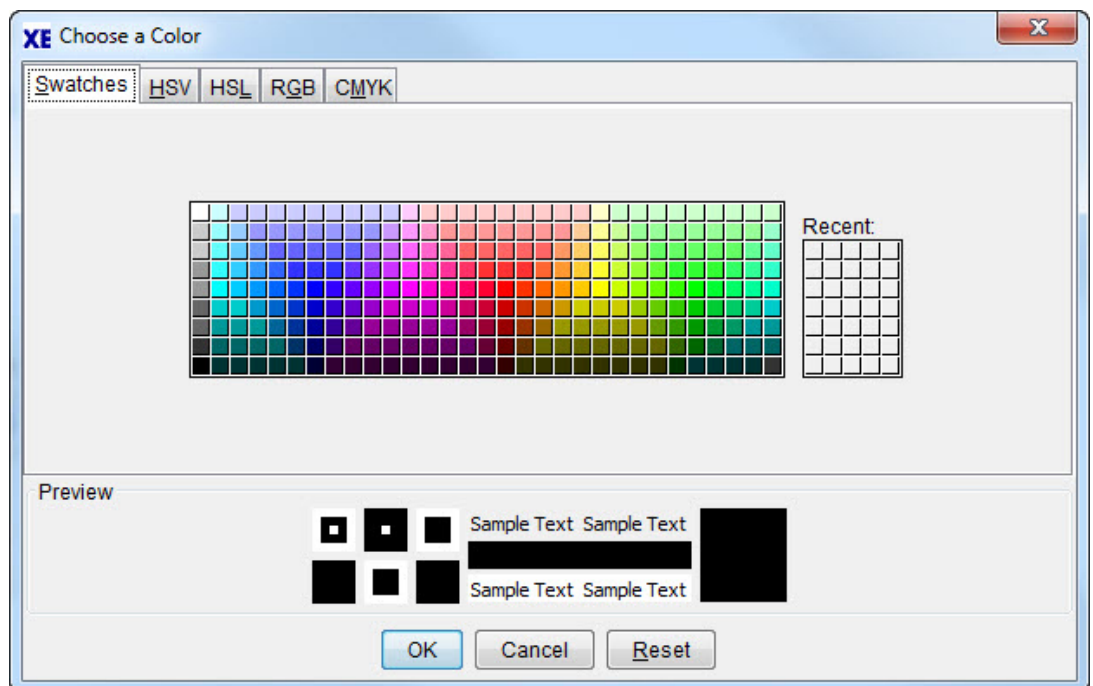 XE Choose a Color
Swatches HSV HSL RGB CMYK
Recent:
Preview
Sample Text Sample Text
Sample Text Sample Text
OK Cancel Reset